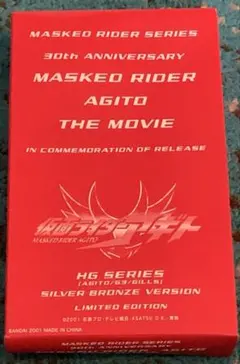 MASKED RIDER SERIES
30th ANNIVERSARY
MASKED RIDER
AGITO
THE MOVIE
IN COMMEMORATION OF RELEASE
仮面ライダーアギト
MASKED RIDER AGITO
HG SERIES
(AGITO/G3/GILLS)
SILVER BRONZE VERSION
LIMITED EDITION
BANDAI 2001 MADE IN CHINA
MASKED RIDER SERIES
30th ANNIVERSARY